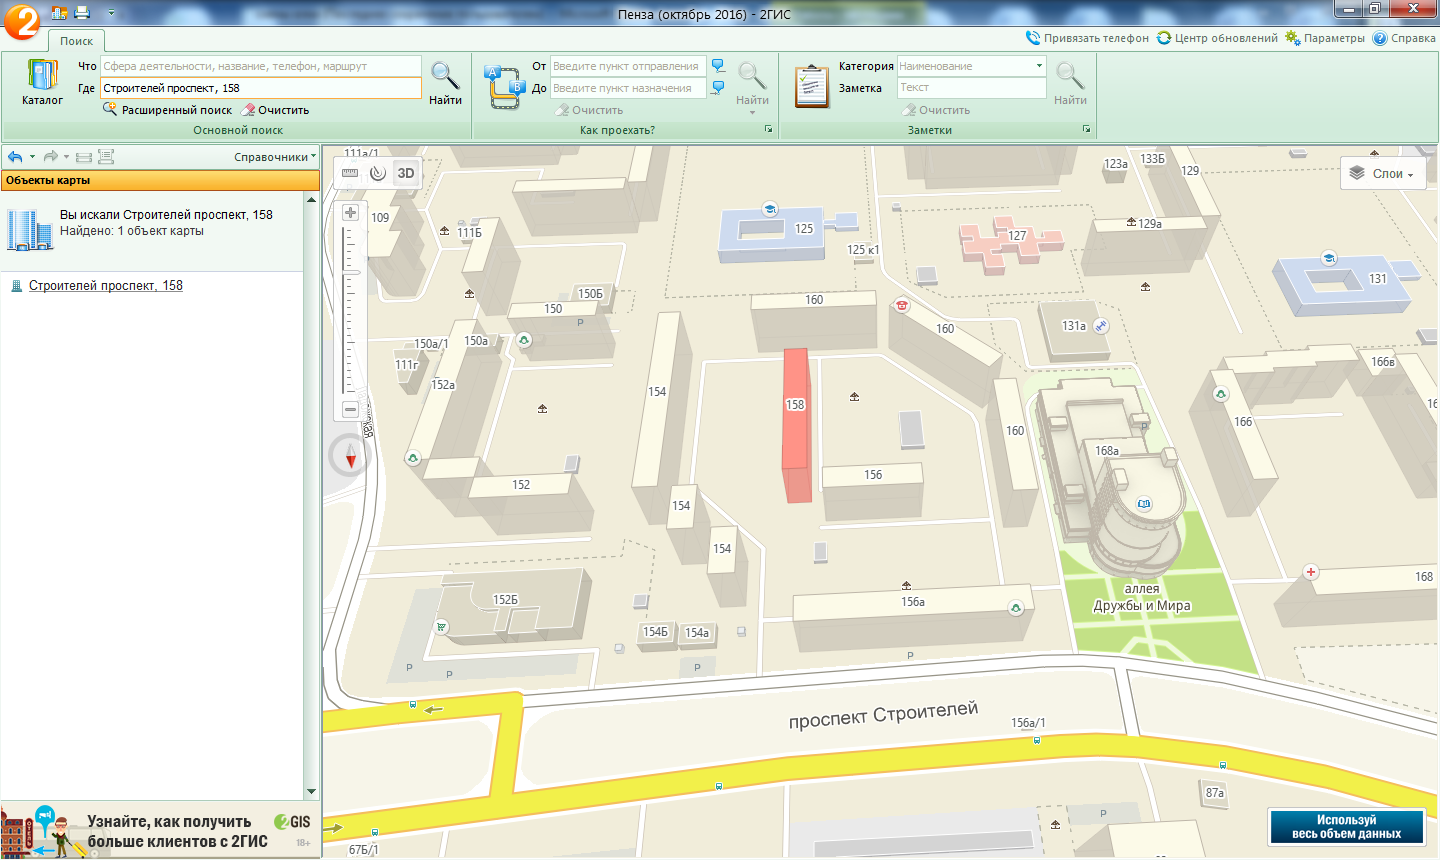 Пенза (октябрь 2016) - 2ГИС
2
Поиск
Привязать телефон
Центр обновлений
Параметры
Справка
Каталог
Что
Сфера деятельности, название, телефон, маршрут
Где
Строителей проспект, 158
Расширенный поиск
Очистить
Найти
Основной поиск
От
Введите пункт отправления
До
Введите пункт назначения
Очистить
Найти
Как проехать?
Категория
Наименование
Заметка
Текст
Очистить
Найти
Заметки
Справочники
Объекты карты
Вы искали Строителей проспект, 158
Найдено: 1 объект карты
Строителей проспект, 158
Узнайте, как получить
больше клиентов с 2ГИС
2GIS
18+
3D
Слои
111а/1
109
111Б
125
125 к1
127
123а
133Б
129
129а
131
150Б
150
150а/1
150а
111г
152а
154
160
160
131а
166в
166
158
160
168а
152
156
154
154
152Б
154Б
154а
156а
аллея
Дружбы и Мира
168
проспект Строителей
156а/1
87а
67Б/1
Используй
весь объем данных